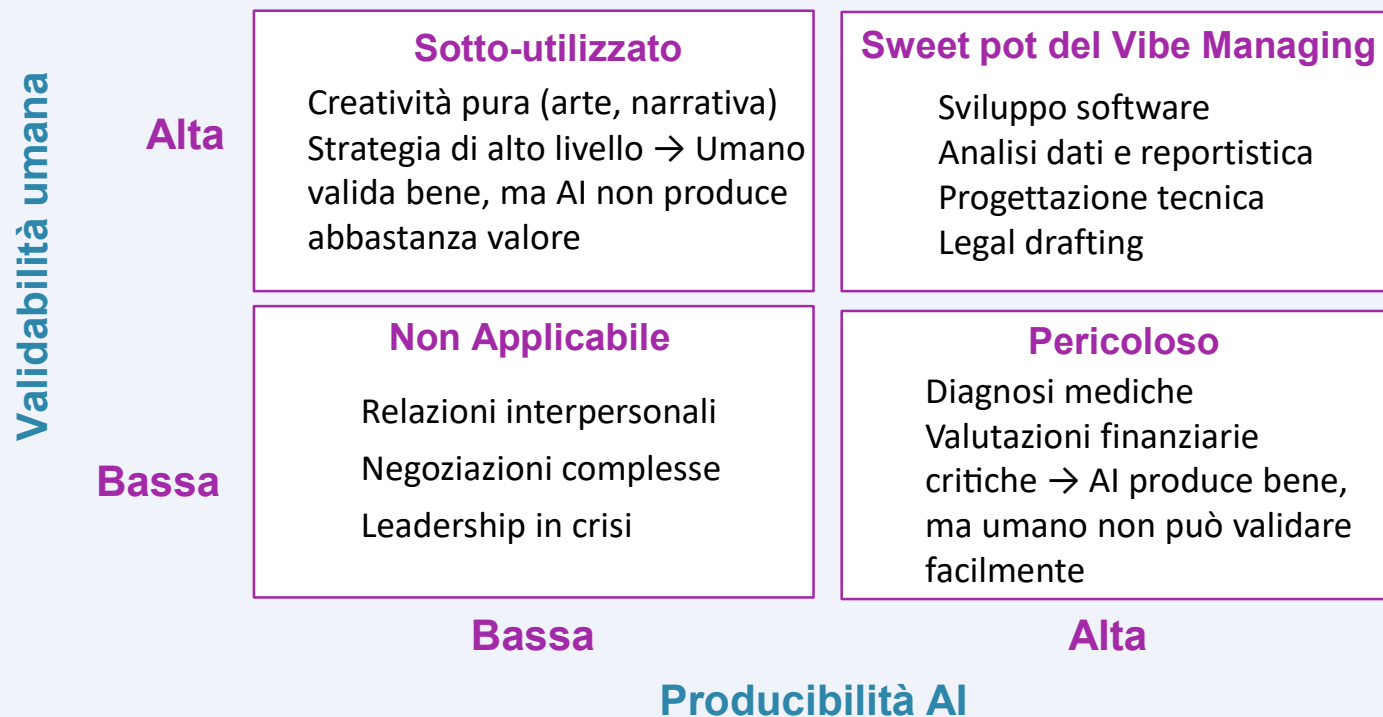 Validabilità umana
Alta
Sotto-utilizzato
Creatività pura (arte, narrativa)
Strategia di alto livello → Umano
valida bene, ma AI non produce
abbastanza valore
Sweet pot del Vibe Managing
Sviluppo software
Analisi dati e reportistica
Progettazione tecnica
Legal drafting
Bassa
Non Applicabile
Relazioni interpersonali
Negoziazioni complesse
Leadership in crisi
Pericoloso
Diagnosi mediche
Valutazioni finanziarie
critiche → AI produce bene,
ma umano non può validare
facilmente
Bassa
Alta
Producibilità AI